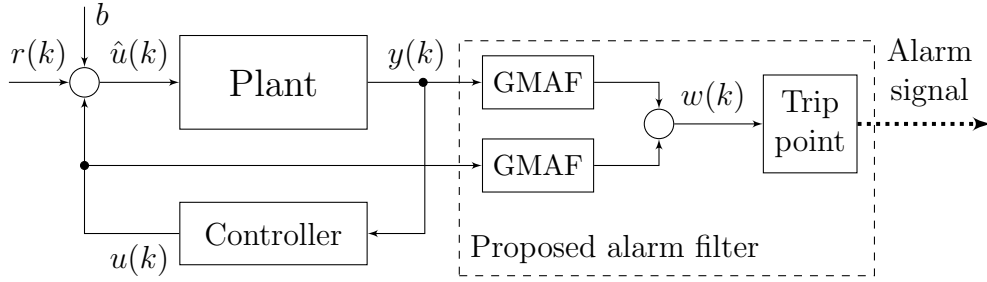 b
r(k)
û(k)
Plant
y(k)
GMAF
w(k)
Trip
point
Alarm
signal
GMAF
u(k)
Controller
Proposed alarm filter